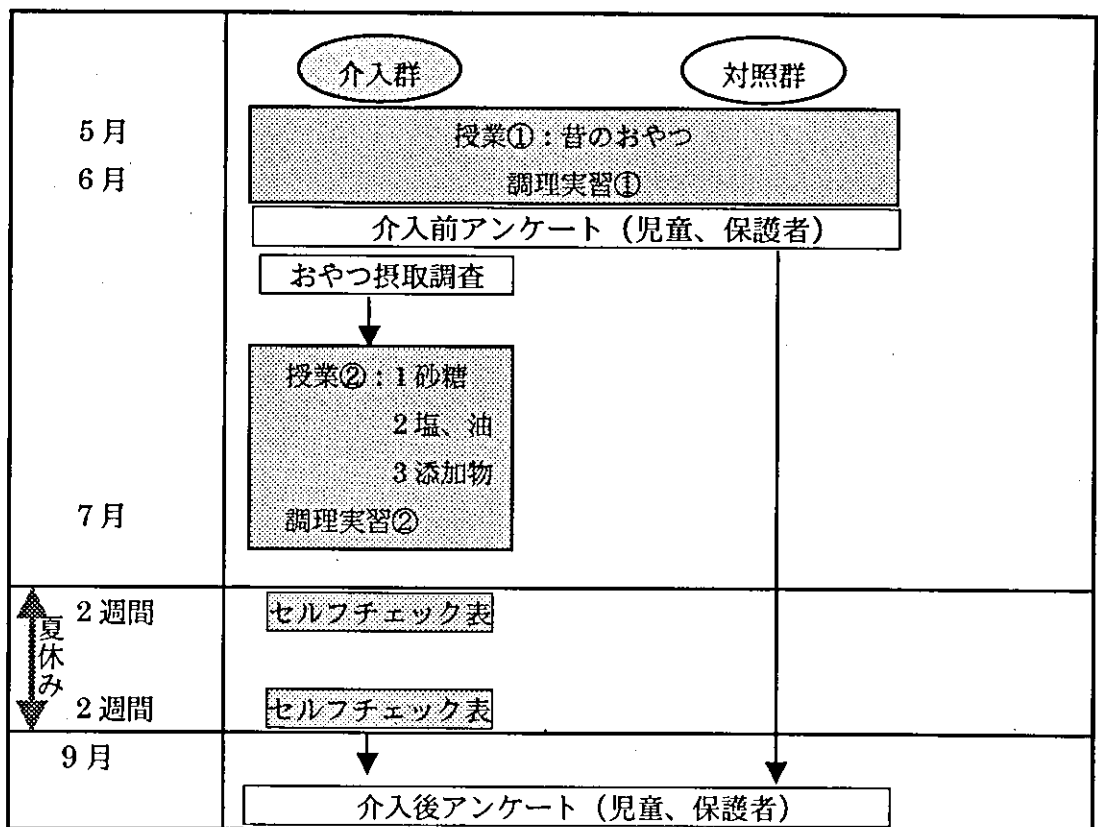 介入群
対照群
5月
授業①:昔のおやつ
6月
調理実習①
介入前アンケート(児童、保護者)
おやつ摂取調査
授業②:1砂糖
2塩、油
3添加物
7月
調理実習②
夏休み
2週間
セルフチェック表
2週間
セルフチェック表
9月
介入後アンケート(児童、保護者)